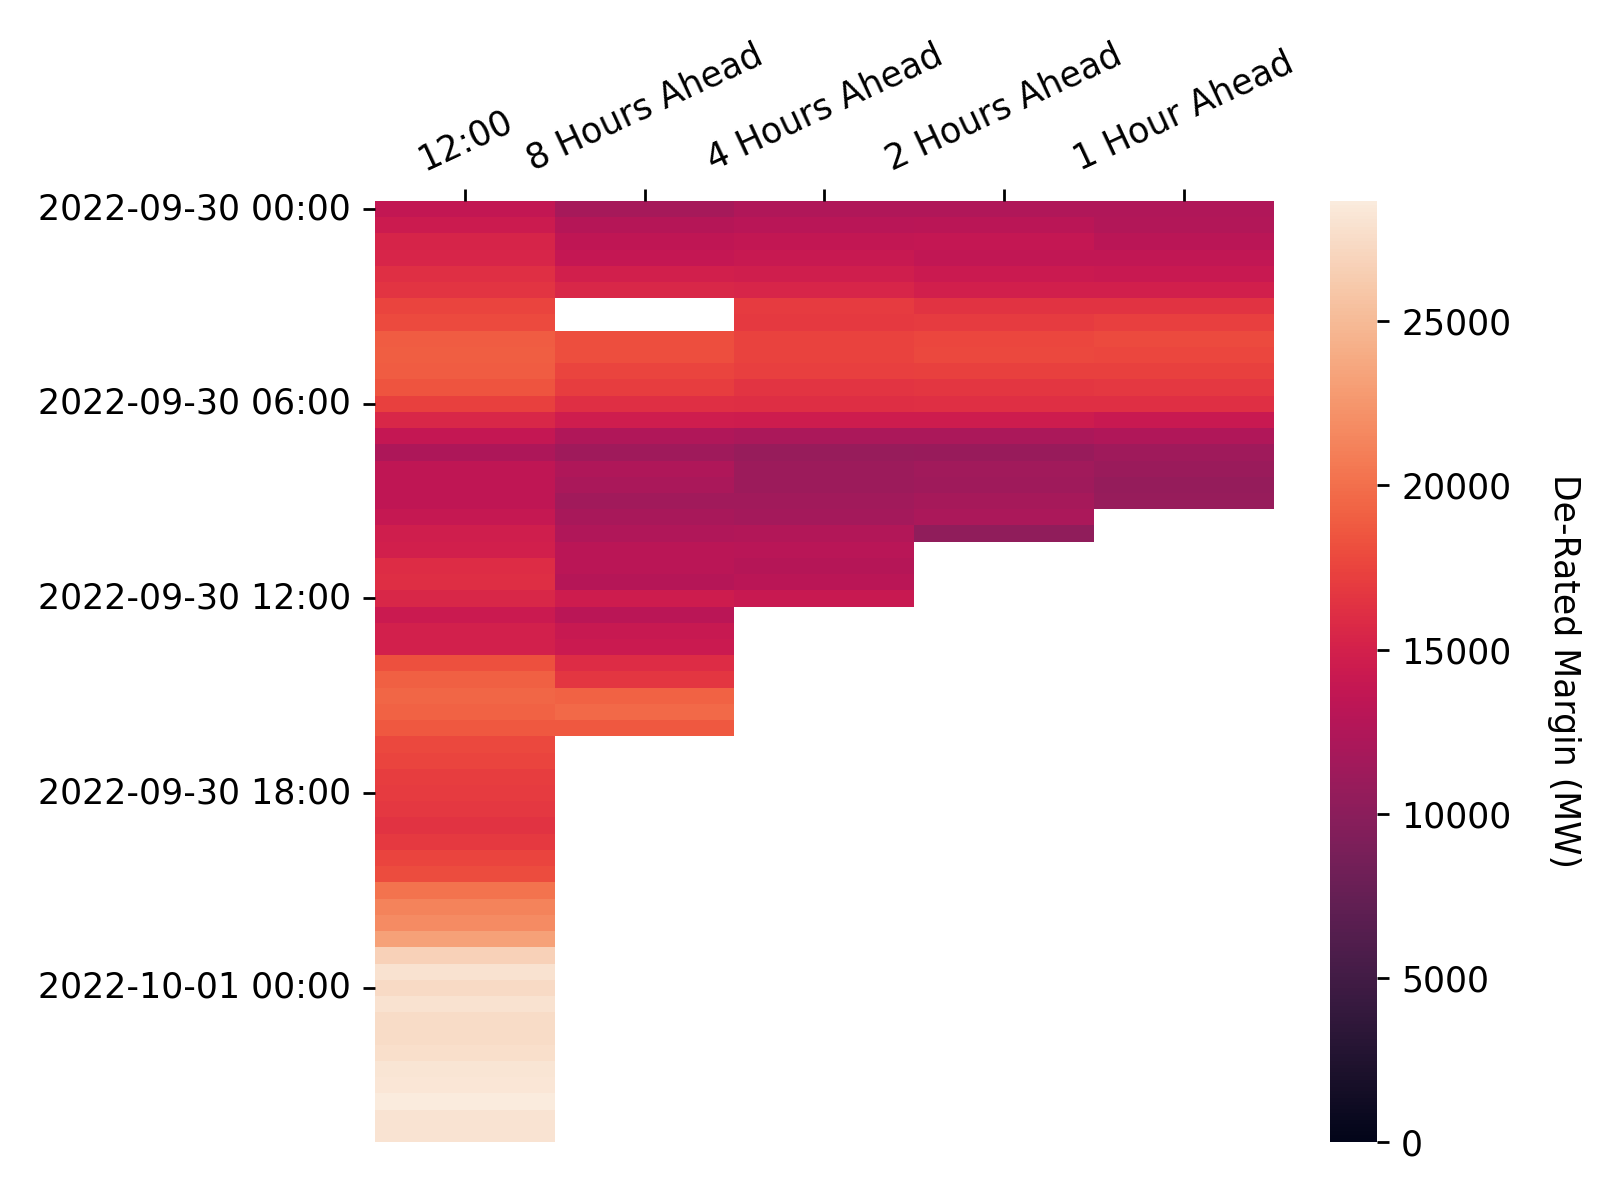 12:00
8 Hours Ahead
4 Hours Ahead
2 Hours Ahead
1 Hour Ahead
2022-09-30 00:00
2022-09-30 06:00
2022-09-30 12:00
2022-09-30 18:00
2022-10-01 00:00
25000
20000
15000
10000
5000
0
De-Rated Margin (MW)